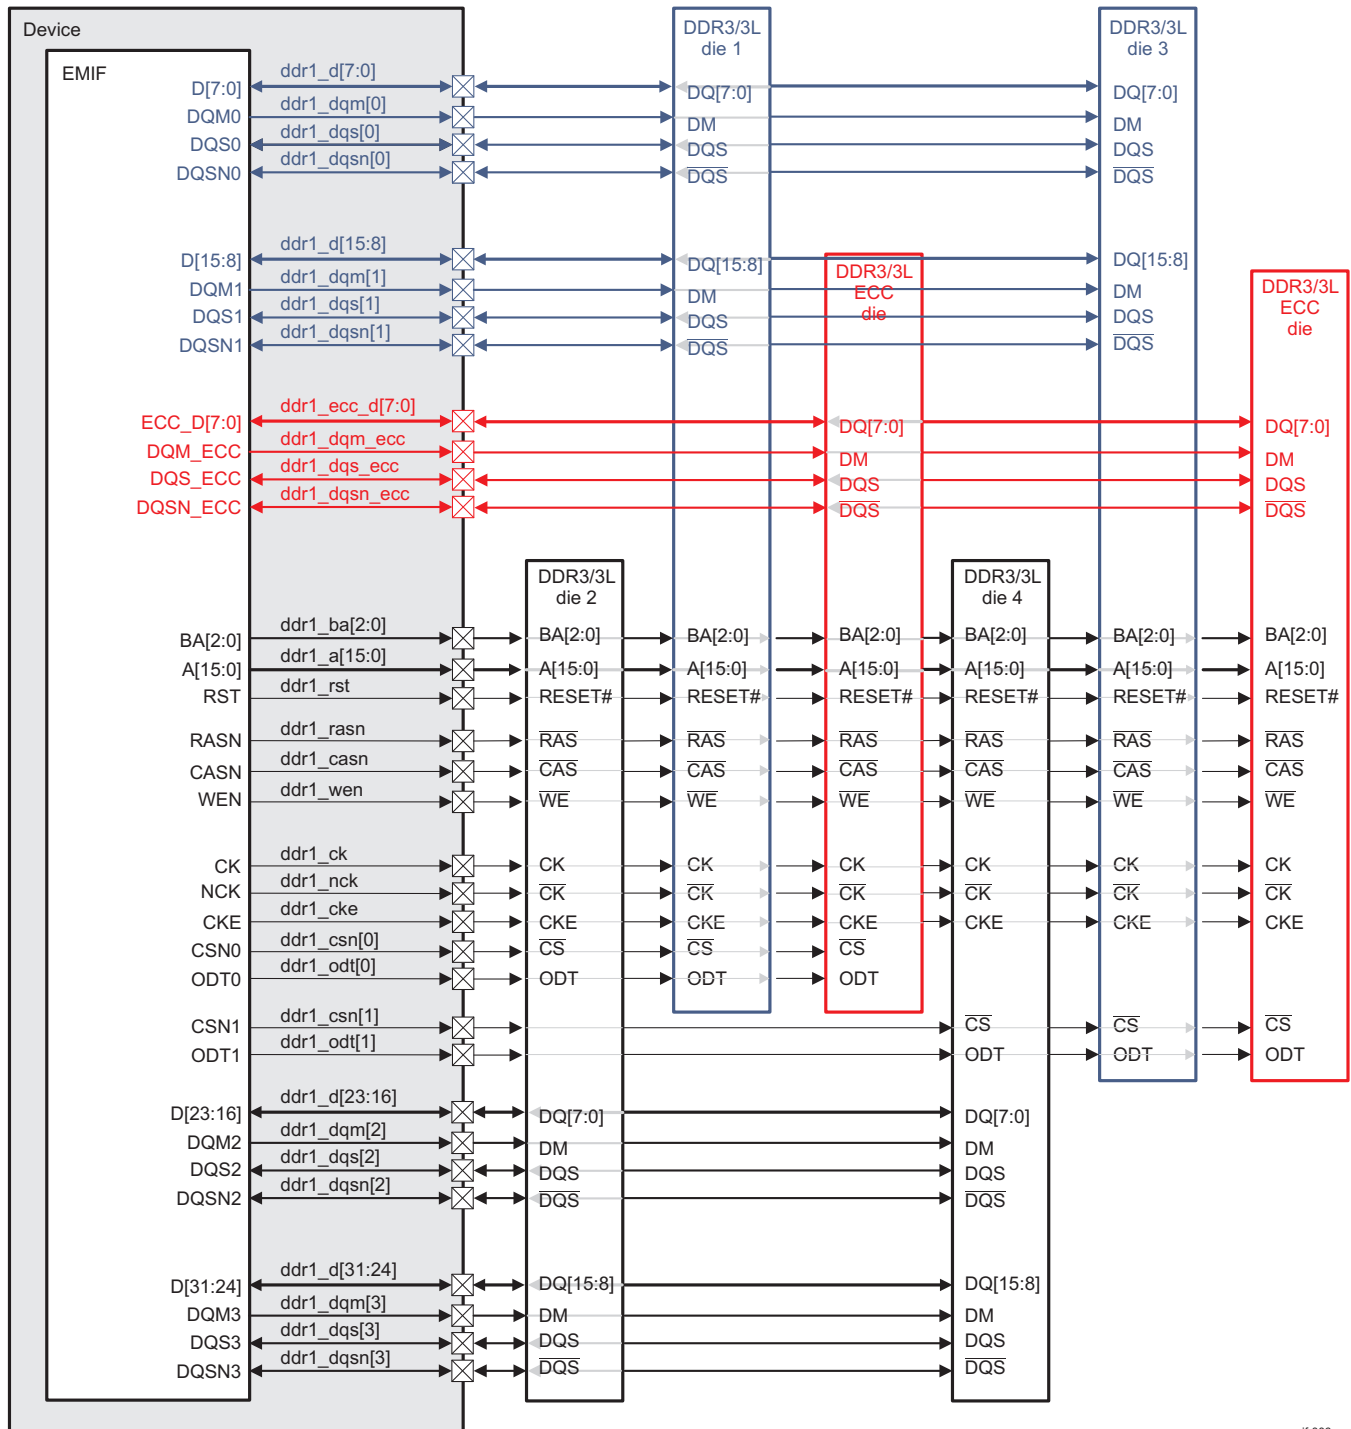 Device
EMIF
DDR3/3L
die 1
DDR3/3L
die 3
D[7:0] ddr1_d[7:0] DQ[7:0] DQ[7:0]
DQM0 ddr1_dqm[0] DM DM
DQS0 ddr1_dqs[0] DQS DQS
DQSN0 ddr1_dqsn[0] DQS DQS
D[15:8] ddr1_d[15:8] DQ[15:8] DQ[15:8]
DQM1 ddr1_dqm[1] DM DM
DQS1 ddr1_dqs[1] DQS DQS
DQSN1 ddr1_dqsn[1] DQS DQS
DDR3/3L
ECC
die
DDR3/3L
ECC
die
ECC_D[7:0] ddr1_ecc_d[7:0] DQ[7:0] DQ[7:0]
DQM_ECC ddr1_dqm_ecc DM DM
DQS_ECC ddr1_dqs_ecc DQS DQS
DQSN_ECC ddr1_dqsn_ecc DQS DQS
DDR3/3L
die 2
DDR3/3L
die 4
BA[2:0] ddr1_ba[2:0] BA[2:0] BA[2:0] BA[2:0] BA[2:0] BA[2:0] BA[2:0]
A[15:0] ddr1_a[15:0] A[15:0] A[15:0] A[15:0] A[15:0] A[15:0] A[15:0]
RST ddr1_rst RESET# RESET# RESET# RESET# RESET# RESET#
RASN ddr1_rasn RAS RAS RAS RAS RAS RAS
CASN ddr1_casn CAS CAS CAS CAS CAS CAS
WEN ddr1_wen WE WE WE WE WE WE
CK ddr1_ck CK CK CK CK CK CK
NCK ddr1_nck CK CK CK CK CK CK
CKE ddr1_cke CKE CKE CKE CKE CKE CKE
CSN0 ddr1_csn[0] CS CS CS
ODT0 ddr1_odt[0] ODT ODT ODT
CSN1 ddr1_csn[1] CS CS CS
ODT1 ddr1_odt[1] ODT ODT ODT
D[23:16] ddr1_d[23:16] DQ[7:0] DQ[7:0]
DQM2 ddr1_dqm[2] DM DM
DQS2 ddr1_dqs[2] DQS DQS
DQSN2 ddr1_dqsn[2] DQS DQS
D[31:24] ddr1_d[31:24] DQ[15:8] DQ[15:8]
DQM3 ddr1_dqm[3] DM DM
DQS3 ddr1_dqs[3] DQS DQS
DQSN3 ddr1_dqsn[3] DQS DQS